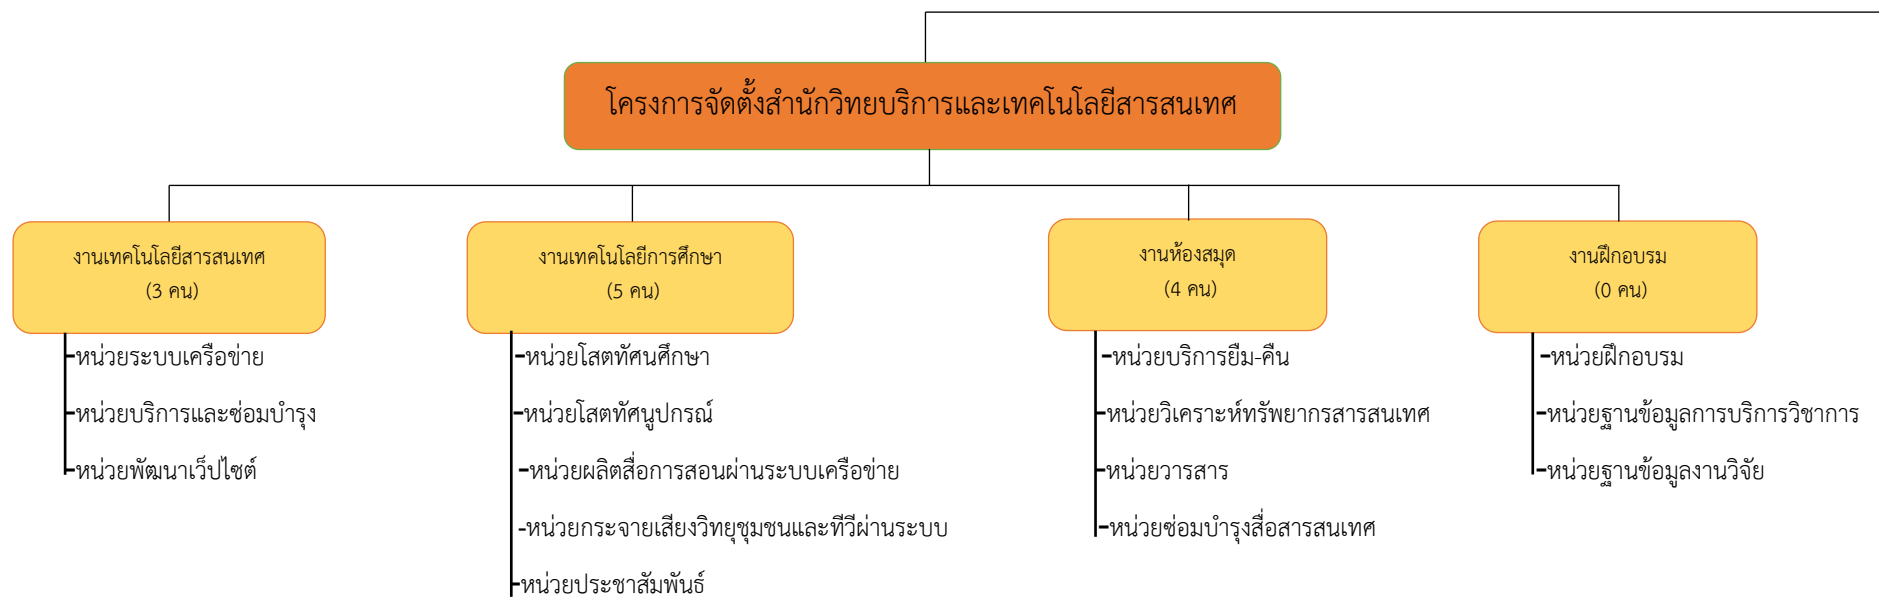 โครงการจัดตั้งสำนักวิทยบริการและเทคโนโลยีสารสนเทศ
งานเทคโนโลยีสารสนเทศ
(3 คน)
-หน่วยระบบเครือข่าย
-หน่วยบริการและซ่อมบำรุง
-หน่วยพัฒนาเว็ปไซต์
งานเทคโนโลยีการศึกษา
(5 คน)
-หน่วยโสตทัศนศึกษา
-หน่วยโสตทัศนูปกรณ์
-หน่วยผลิตสื่อการสอนผ่านระบบเครือข่าย
-หน่วยกระจายเสียงวิทยุชุมชนและทีวีผ่านระบบ
-หน่วยประชาสัมพันธ์
งานห้องสมุด
(4 คน)
-หน่วยบริการยืม-คืน
-หน่วยวิเคราะห์ทรัพยากรสารสนเทศ
-หน่วยวารสาร
-หน่วยซ่อมบำรุงสื่อสารสนเทศ
งานฝึกอบรม
(0 คน)
-หน่วยฝึกอบรม
-หน่วยฐานข้อมูลการบริการวิชาการ
-หน่วยฐานข้อมูลงานวิจัย